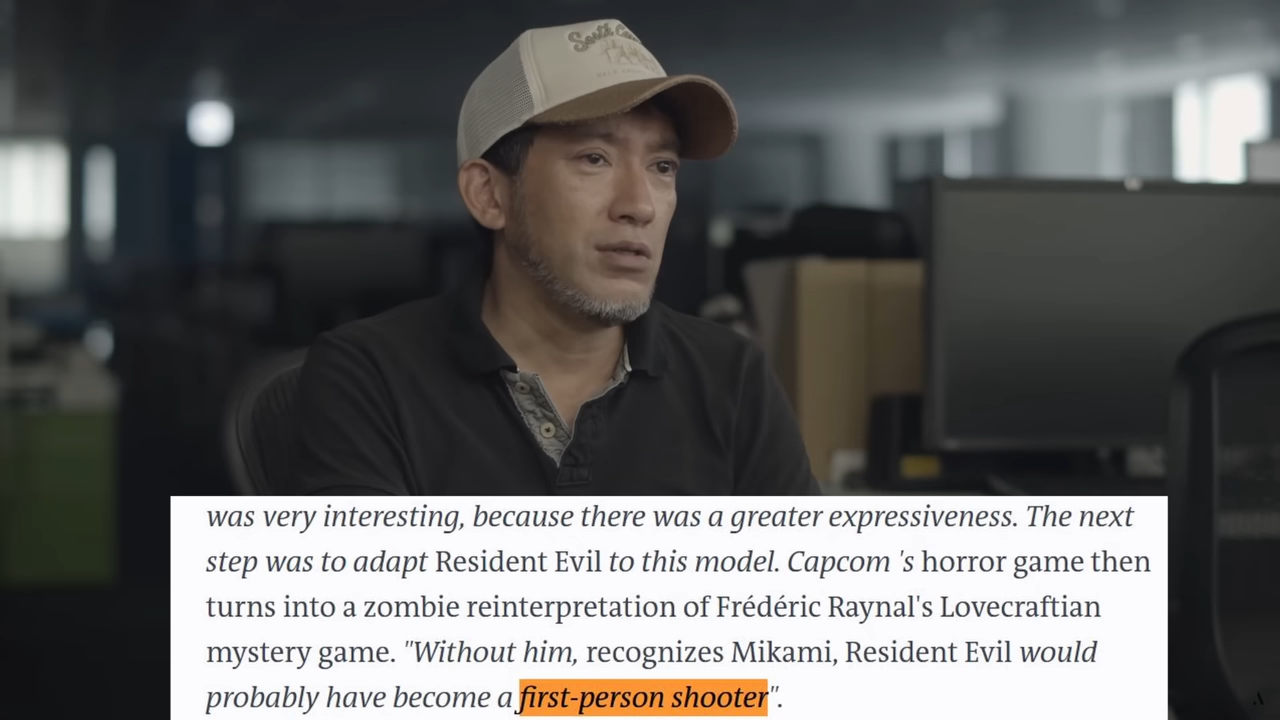 South
was very interesting, because there was a greater expressiveness. The next
step was to adapt Resident Evil to this model. Capcom 's horror game then
turns into a zombie reinterpretation of Frédéric Raynal's Lovecraftian
mystery game. "Without him, recognizes Mikami, Resident Evil would
probably have become a first-person shooter".